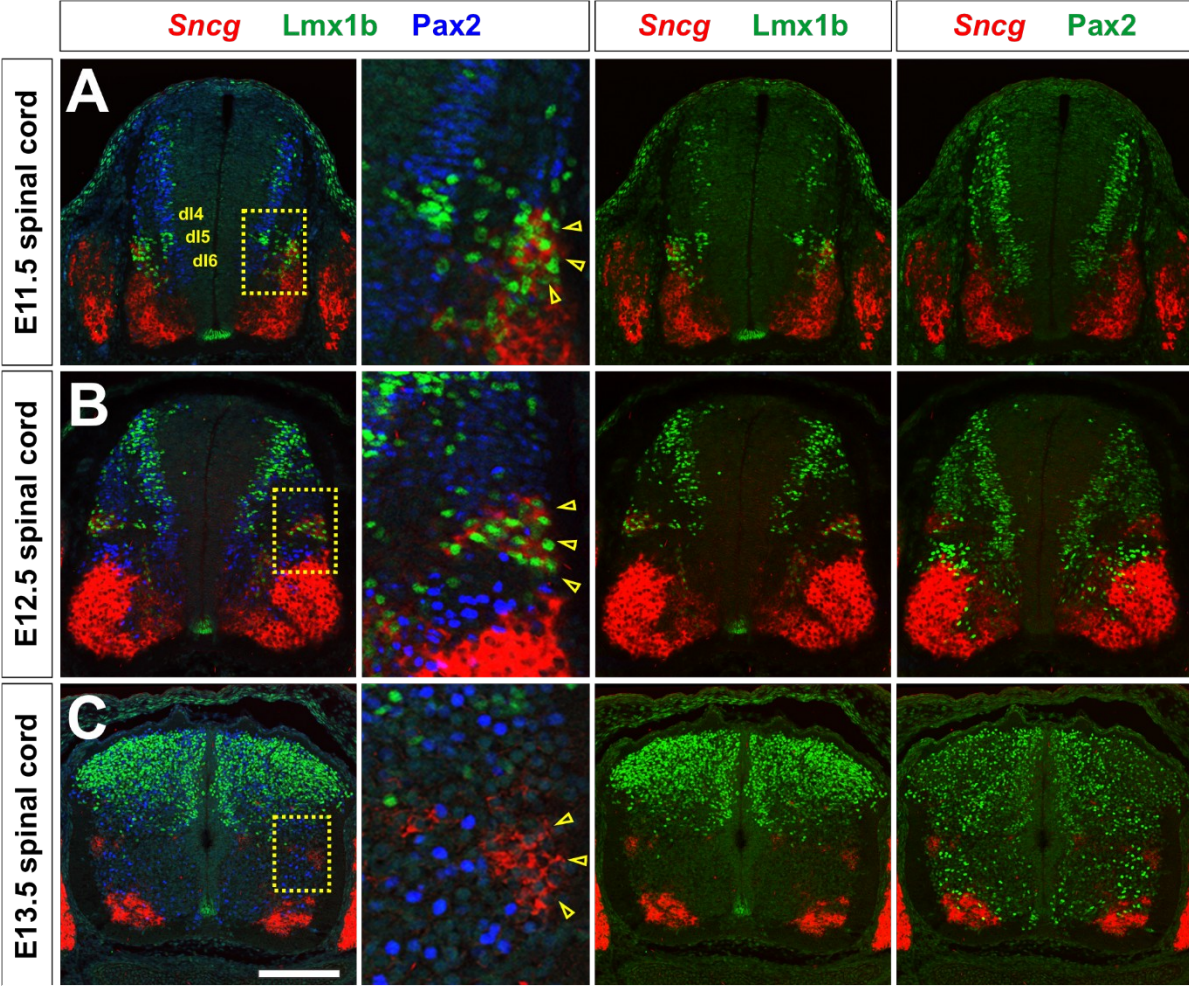 Sncg Lmx1b Pax2
Sncg Lmx1b
Sncg Pax2
E11.5 spinal cord
A
dI4
dI5
dI6
E12.5 spinal cord
B
E13.5 spinal cord
C